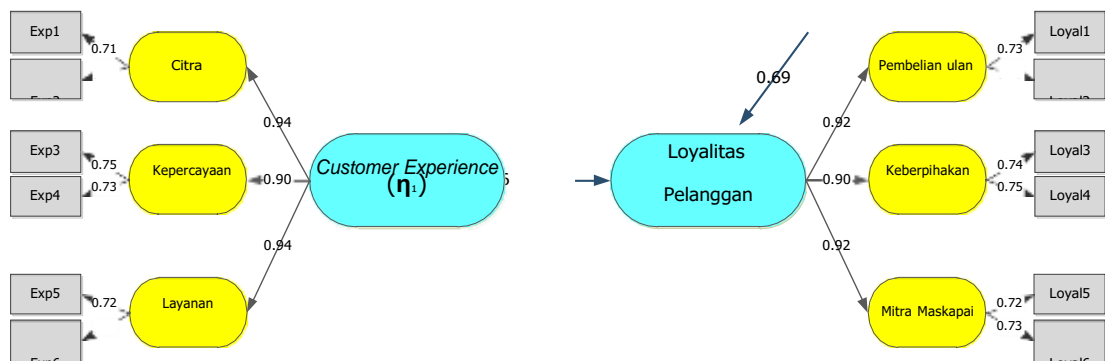 Exp1
0.71
Citra
0.94
Exp3
0.75
Kepercayaan
0.90
Exp4
0.73
Customer Experience
(η₁)
0.94
Exp5
0.72
Layanan
0.69
Loyalitas
Pelanggan
0.92
Pembelian ulan
0.73
Loyal1
0.90
Keberpihakan
0.74
Loyal3
0.75
Loyal4
0.92
Mitra Maskapai
0.72
Loyal5
0.73